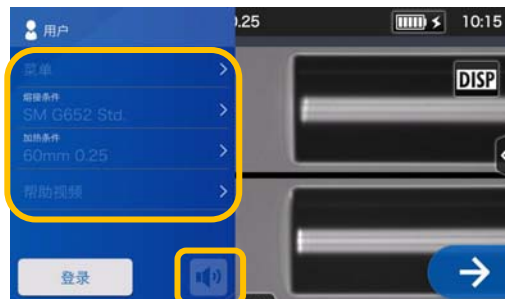 用户
.25
10:15
菜单
熔接条件
SM G652 Std.
加热条件
60mm 0.25
帮助视频
登录
DISP